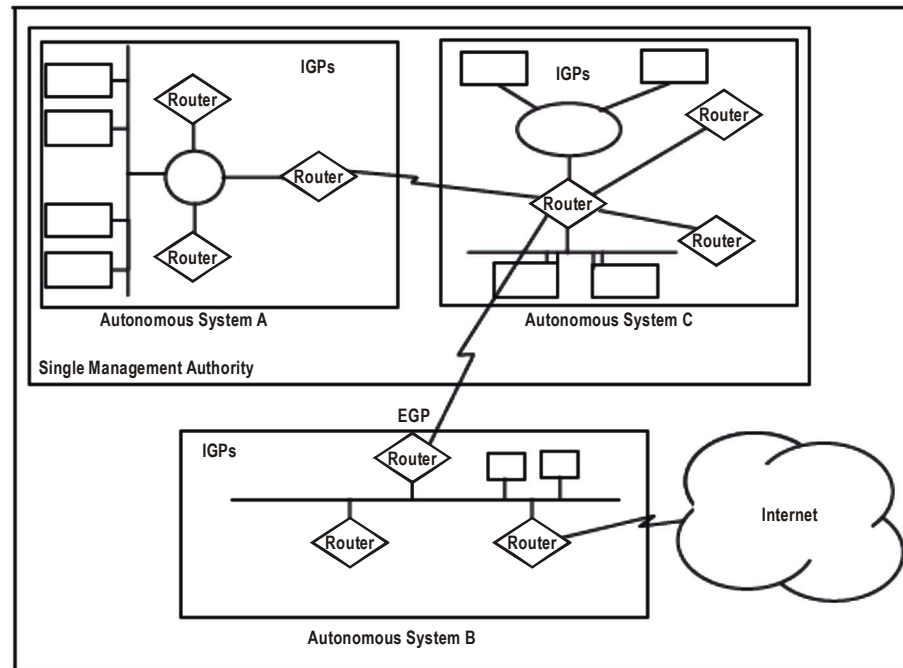 IGPs
Router
Router
Router
Autonomous System A
IGPs
Router
Router
Router
Autonomous System C
Single Management Authority
EGP
IGPs
Router
Router
Router
Internet
Autonomous System B